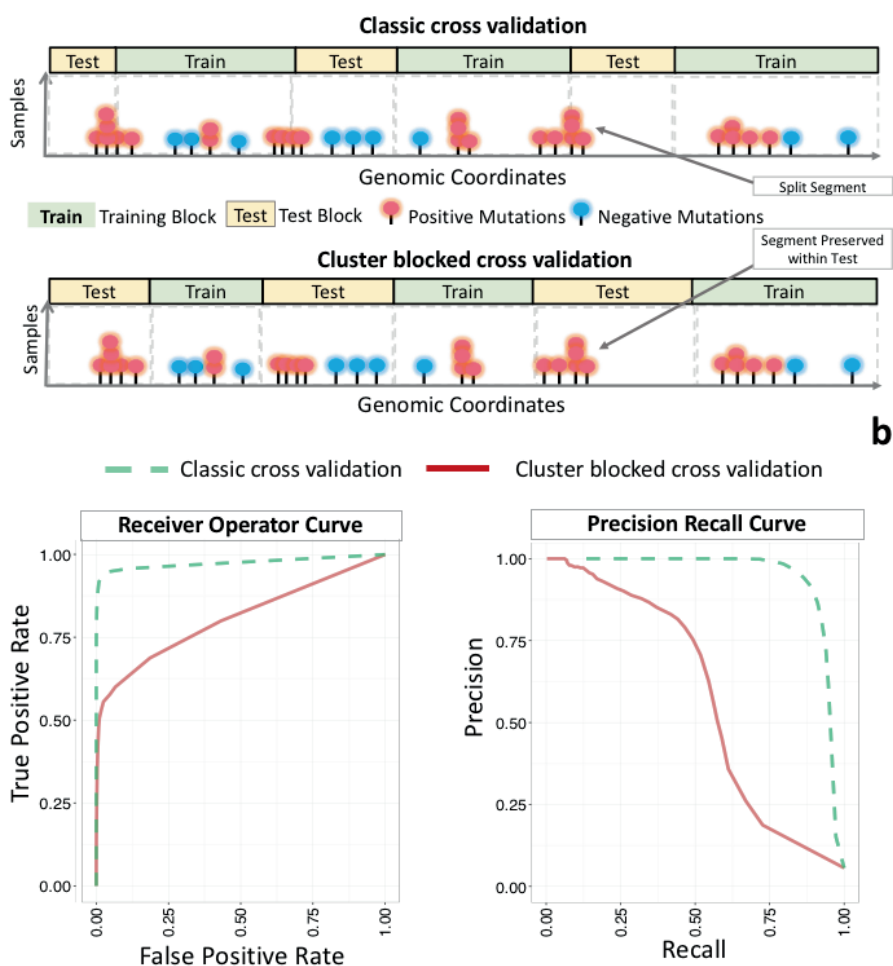 Classic cross validation
Test Train Test Train Test Train
Samples
Genomic Coordinates
Split Segment
Train Training Block Test Test Block Positive Mutations Negative Mutations
Segment Preserved
within Test
Cluster blocked cross validation
Test Train Test Train Test Train
Samples
Genomic Coordinates
b
Classic cross validation Cluster blocked cross validation
Receiver Operator Curve
1.00
0.75
0.50
0.25
0.00
True Positive Rate
0.00 0.25 0.50 0.75 1.00
False Positive Rate
Precision Recall Curve
1.00
0.75
0.50
0.25
0.00
Precision
0.00 0.25 0.50 0.75 1.00
Recall